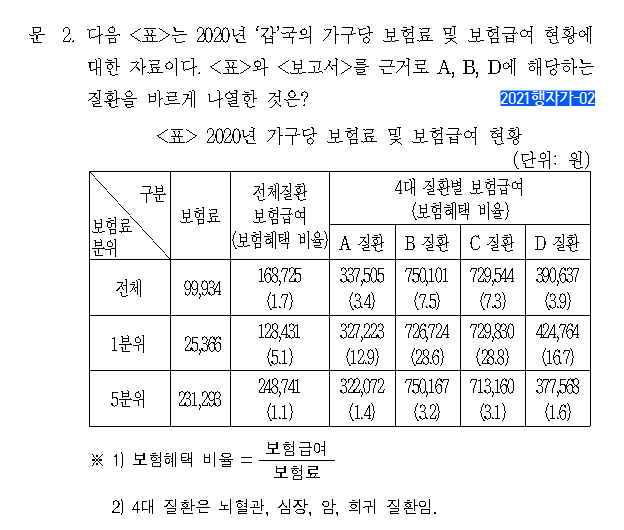 문 2. 다음 <표>는 2020년 ‘갑’국의 가구당 보험료 및 보험급여 현황에
대한 자료이다. <표>와 <보고서>를 근거로 A, B, D에 해당하는
질환을 바르게 나열한 것은?
2021행자가-02
<표> 2020년 가구당 보험료 및 보험급여 현황
(단위: 원)
구분 보험료 분위 보험료 전체질환 보험급여 (보험혜택 비율) 4대 질환별 보험급여 (보험혜택 비율)
A 질환 B 질환 C 질환 D 질환
전체 99,934 168,725 (1.7) 337,505 (3.4) 750,101 (7.5) 729,544 (7.3) 390,637 (3.9)
1분위 25,366 128,431 (5.1) 327,223 (12.9) 726,724 (28.6) 729,830 (28.8) 424,764 (16.7)
5분위 231,293 248,741 (1.1) 322,072 (1.4) 750,167 (3.2) 713,160 (3.1) 377,568 (1.6)
※ 1) 보험혜택 비율 = 보험급여 / 보험료
2) 4대 질환은 뇌혈관, 심장, 암, 희귀 질환임.